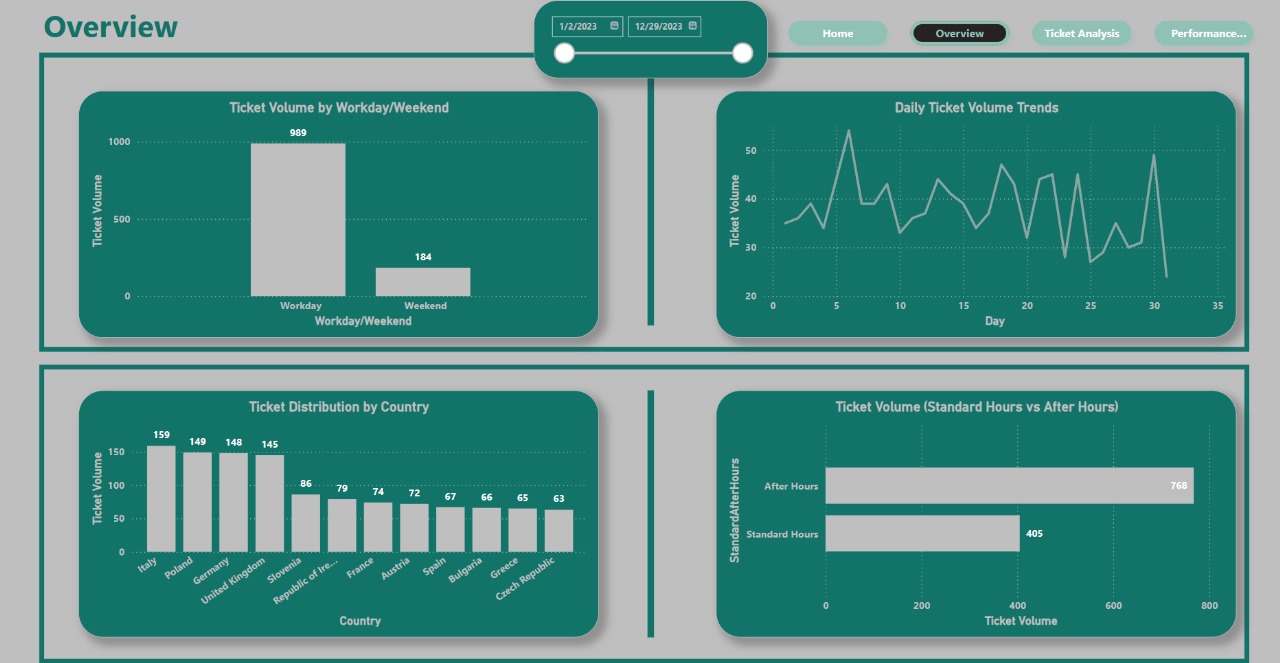 Overview
1/2/2023 12/29/2023
Home Overview Ticket Analysis Performance...
Ticket Volume by Workday/Weekend
Ticket Volume
1000
500
0
989
184
Workday Weekend
Workday/Weekend
Daily Ticket Volume Trends
Ticket Volume
50
40
30
20
0 5 10 15 20 25 30 35
Day
Ticket Distribution by Country
Ticket Volume
150
100
50
0
159 149 148 145 86 79 74 72 67 66 65 63
Italy Poland Germany United Kingdom Slovenia Republic of Ire... France Austria Spain Bulgaria Greece Czech Republic
Country
Ticket Volume (Standard Hours vs After Hours)
StandardAfterHours
After Hours 768
Standard Hours 405
0 200 400 600 800
Ticket Volume